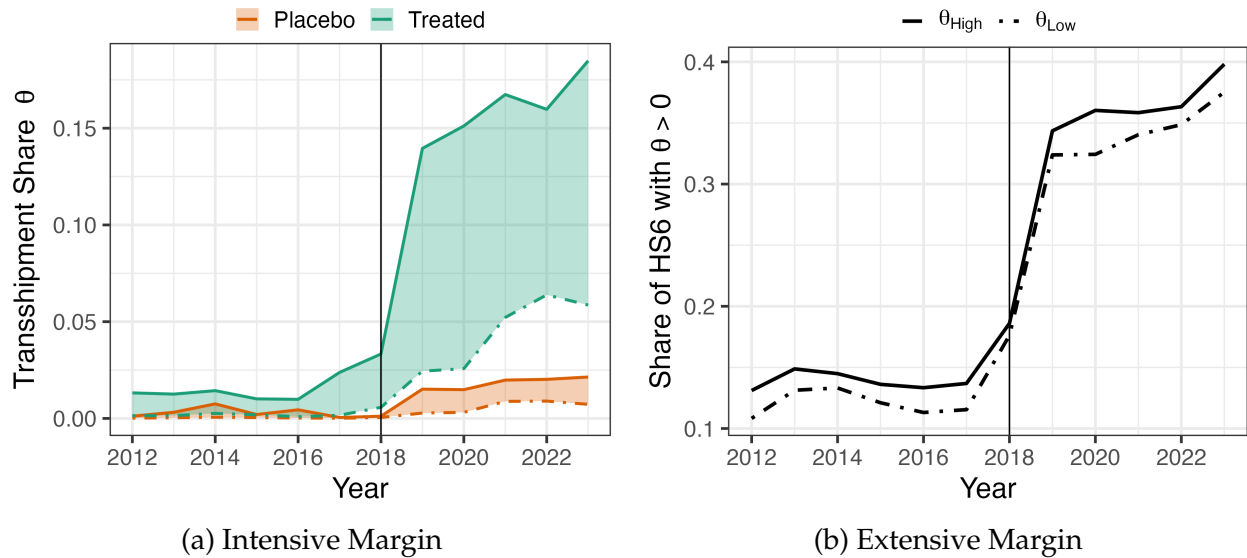 Placebo Treated
Transshipment Share θ
0.15
0.10
0.05
0.00
2012 2014 2016 2018 2020 2022
Year
(a) Intensive Margin
θHigh θLow
Share of HS6 with θ > 0
0.4
0.3
0.2
0.1
2012 2014 2016 2018 2020 2022
Year
(b) Extensive Margin